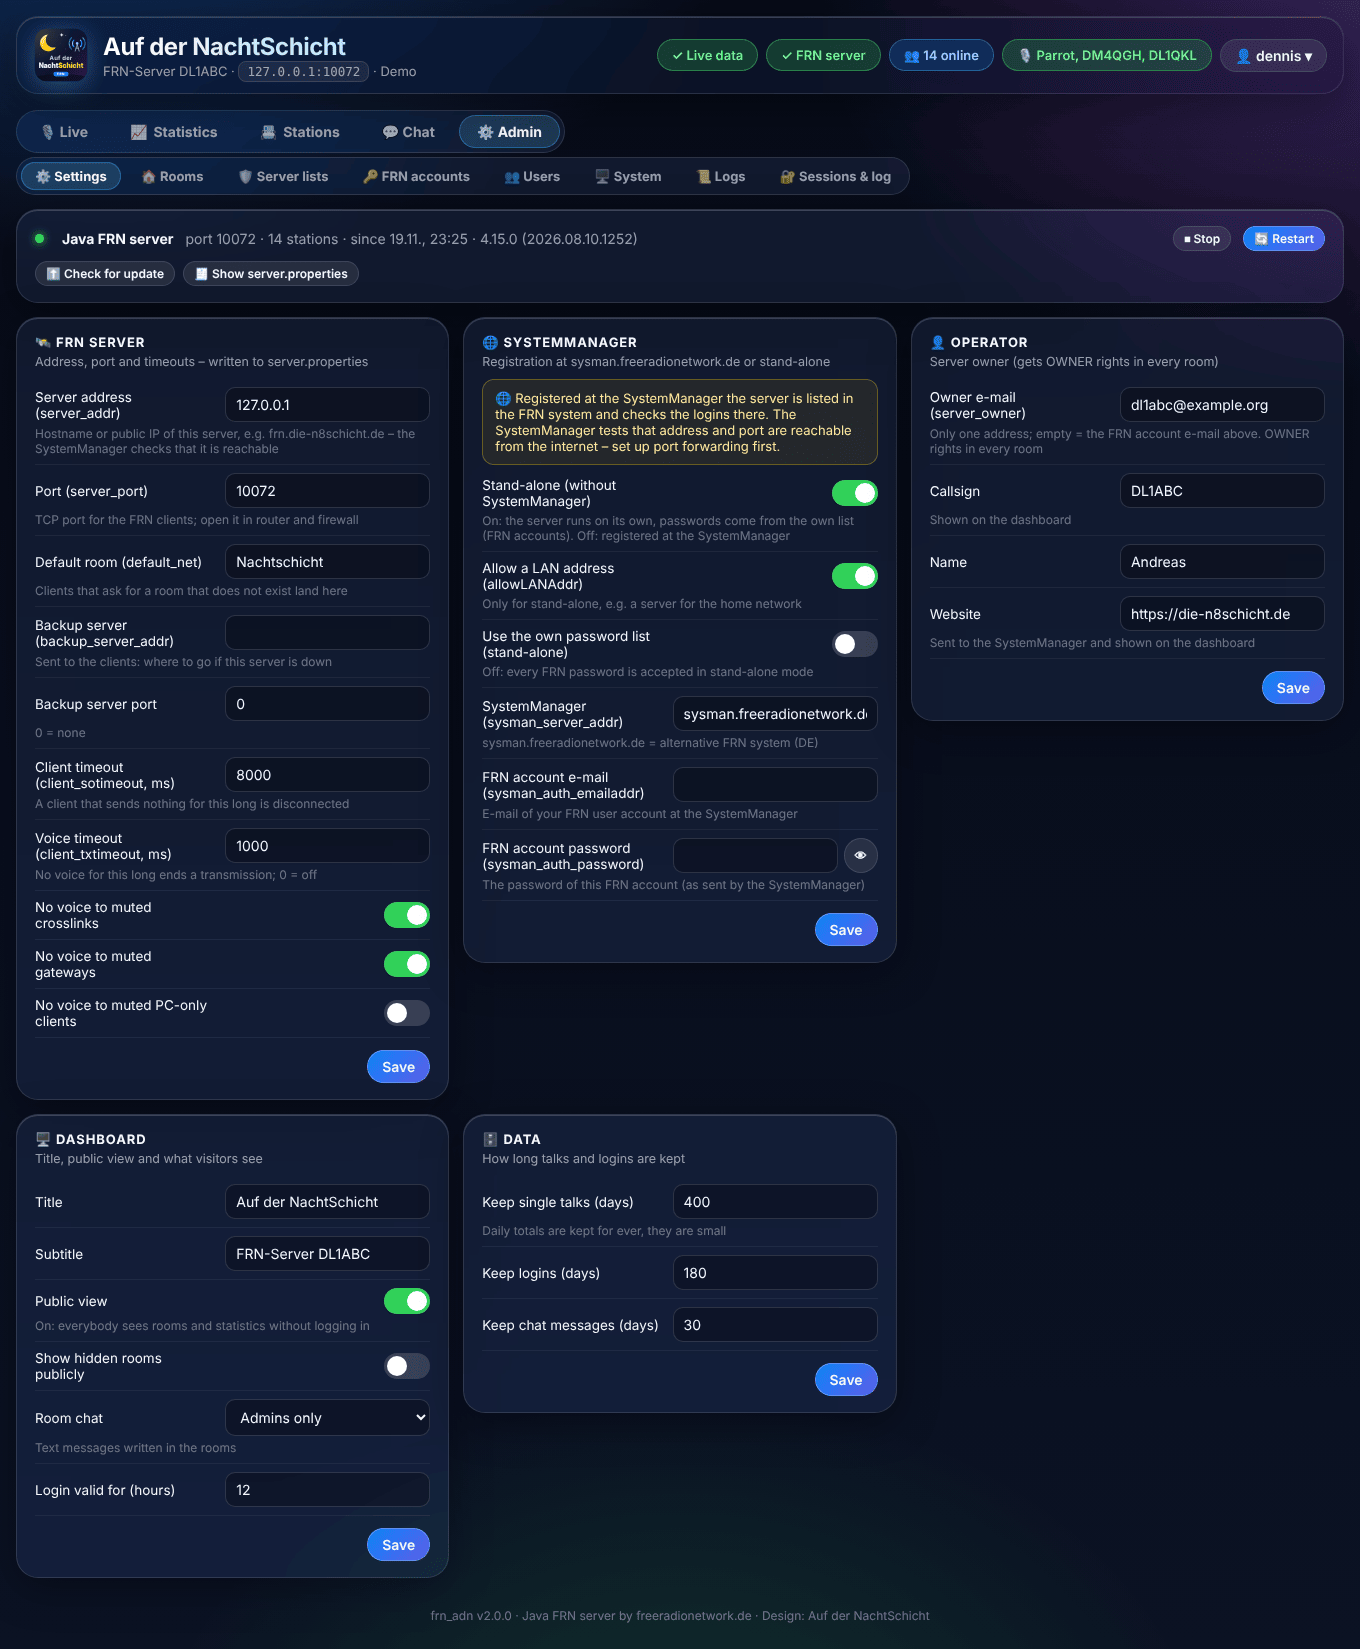 Auf der NachtSchicht
FRN-Server DL1ABC · 127.0.0.1:10072 · Demo
✓ Live data
✓ FRN server
14 online
Parrot, DM4QGH, DL1QKL
dennis ▾
Auf der
NachtSchicht
Live
Statistics
Stations
Chat
Admin
Settings
Rooms
Server lists
FRN accounts
Users
System
Logs
Sessions & log
Java FRN server port 10072 · 14 stations · since 19.11., 23:25 · 4.15.0 (2026.08.10.1252)
Stop
Restart
Check for update
Show server.properties
FRN SERVER
Address, port and timeouts – written to server.properties
Server address
(server_addr)
127.0.0.1
Hostname or public IP of this server, e.g. frn.die-n8schicht.de – the
SystemManager checks that it is reachable
Port (server_port)
10072
TCP port for the FRN clients; open it in router and firewall
Default room (default_net)
Nachtschicht
Clients that ask for a room that does not exist land here
Backup server
(backup_server_addr)
Sent to the clients: where to go if this server is down
Backup server port
0
0 = none
Client timeout
(client_sotimeout, ms)
8000
A client that sends nothing for this long is disconnected
Voice timeout
(client_txtimeout, ms)
1000
No voice for this long ends a transmission; 0 = off
No voice to muted
crosslinks
No voice to muted
gateways
No voice to muted PC-only
clients
Save
SYSTEMMANAGER
Registration at sysman.freeradionetwork.de or stand-alone
Registered at the SystemManager the server is listed in
the FRN system and checks the logins there. The
SystemManager tests that address and port are reachable
from the internet – set up port forwarding first.
Stand-alone (without
SystemManager)
On: the server runs on its own, passwords come from the own list
(FRN accounts). Off: registered at the SystemManager
Allow a LAN address
(allowLANAddr)
Only for stand-alone, e.g. a server for the home network
Use the own password list
(stand-alone)
Off: every FRN password is accepted in stand-alone mode
SystemManager
(sysman_server_addr)
sysman.freeradionetwork.d
sysman.freeradionetwork.de = alternative FRN system (DE)
FRN account e-mail
(sysman_auth_emailaddr)
E-mail of your FRN user account at the SystemManager
FRN account password
(sysman_auth_password)
The password of this FRN account (as sent by the SystemManager)
Save
OPERATOR
Server owner (gets OWNER rights in every room)
Owner e-mail
(server_owner)
dl1abc@example.org
Only one address; empty = the FRN account e-mail above. OWNER
rights in every room
Callsign
DL1ABC
Shown on the dashboard
Name
Andreas
Website
https://die-n8schicht.de
Sent to the SystemManager and shown on the dashboard
Save
DASHBOARD
Title, public view and what visitors see
Title
Auf der NachtSchicht
Subtitle
FRN-Server DL1ABC
Public view
On: everybody sees rooms and statistics without logging in
Show hidden rooms
publicly
Room chat
Admins only
Text messages written in the rooms
Login valid for (hours)
12
Save
DATA
How long talks and logins are kept
Keep single talks (days)
400
Daily totals are kept for ever, they are small
Keep logins (days)
180
Keep chat messages (days)
30
Save
frn_adn v2.0.0 · Java FRN server by freeradionetwork.de · Design: Auf der NachtSchicht